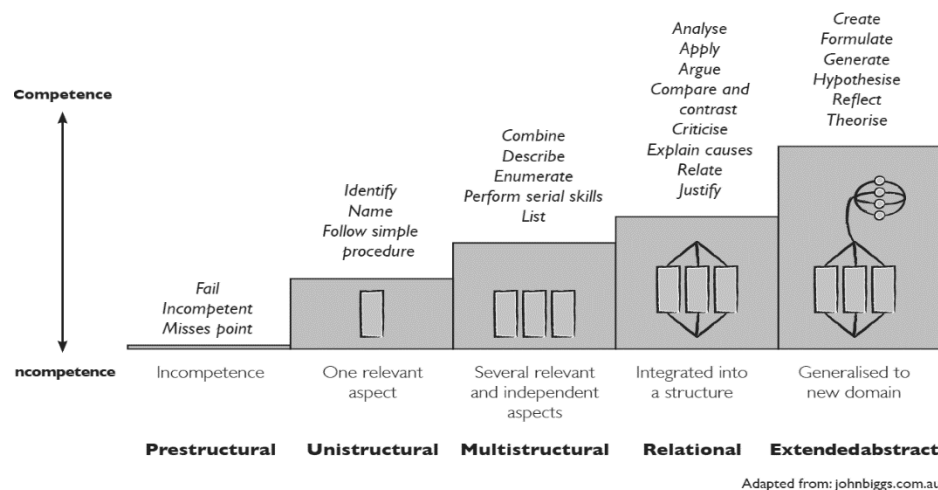 Competence
ncompetence
Fail
Incompetent
Misses point
Identify
Name
Follow simple
procedure
Combine
Describe
Enumerate
Perform serial skills
List
Analyse
Apply
Argue
Compare and
contrast
Criticise
Explain causes
Relate
Justify
Create
Formulate
Generate
Hypothesise
Reflect
Theorise
Incompetence
One relevant
aspect
Several relevant
and independent
aspects
Integrated into
a structure
Generalised to
new domain
Prestructural
Unistructural
Multistructural
Relational
Extendedabstract
Adapted from: johnbiggs.com.au